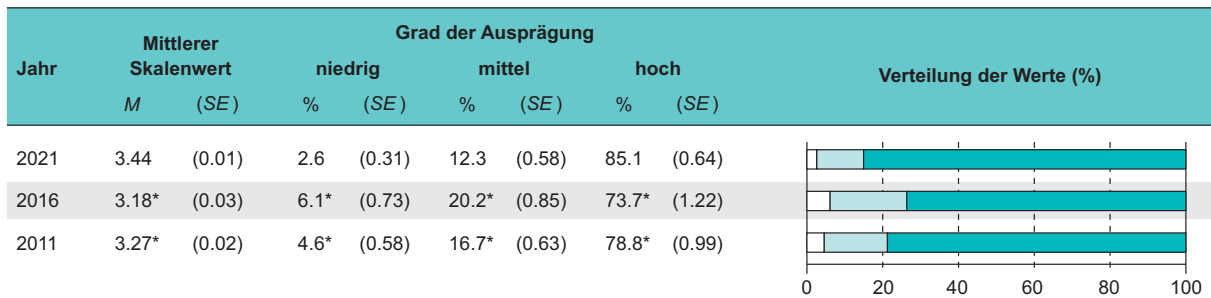 Jahr Mittlerer Skalenwert Grad der Ausprägung Verteilung der Werte (%)
niedrig mittel hoch
M (SE) % (SE) % (SE) % (SE)
2021 3.44 (0.01) 2.6 (0.31) 12.3 (0.58) 85.1 (0.64)
2016 3.18* (0.03) 6.1* (0.73) 20.2* (0.85) 73.7* (1.22)
2011 3.27* (0.02) 4.6* (0.58) 16.7* (0.63) 78.8* (0.99)
0 20 40 60 80 100